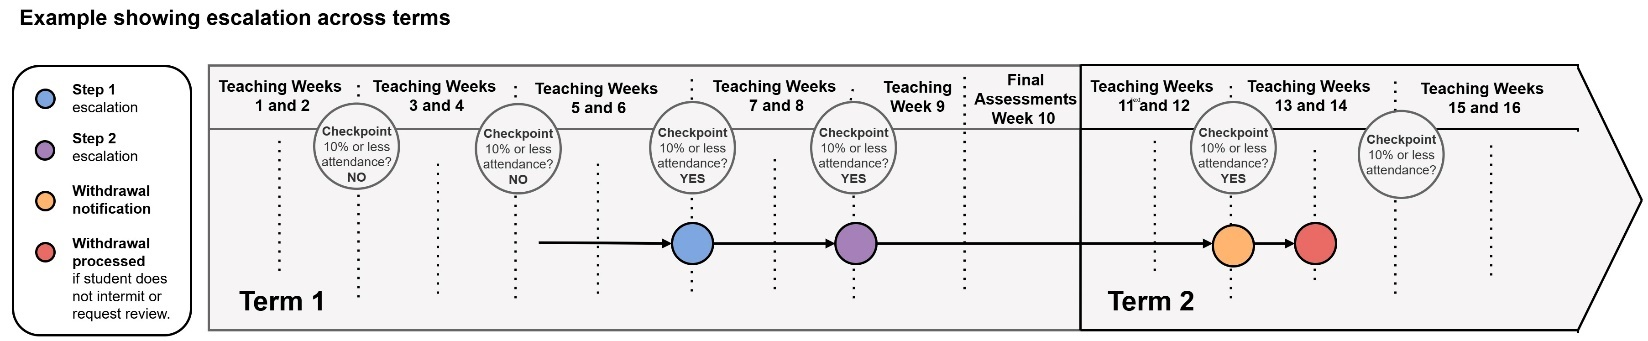 Example showing escalation across terms
Step 1
escalation
Step 2
escalation
Withdrawal
notification
Withdrawal
processed
if student does
not intermit or
request review.
Teaching Weeks
1 and 2
Teaching Weeks
3 and 4
Teaching Weeks
5 and 6
Teaching Weeks
7 and 8
Teaching
Week 9
Final
Assessments
Week 10
Teaching Weeks
11 and 12
Teaching Weeks
13 and 14
Teaching Weeks
15 and 16
Checkpoint
10% or less
attendance?
NO
Checkpoint
10% or less
attendance?
NO
Checkpoint
10% or less
attendance?
YES
Checkpoint
10% or less
attendance?
YES
Checkpoint
10% or less
attendance?
YES
Checkpoint
10% or less
attendance?
Term 1
Term 2